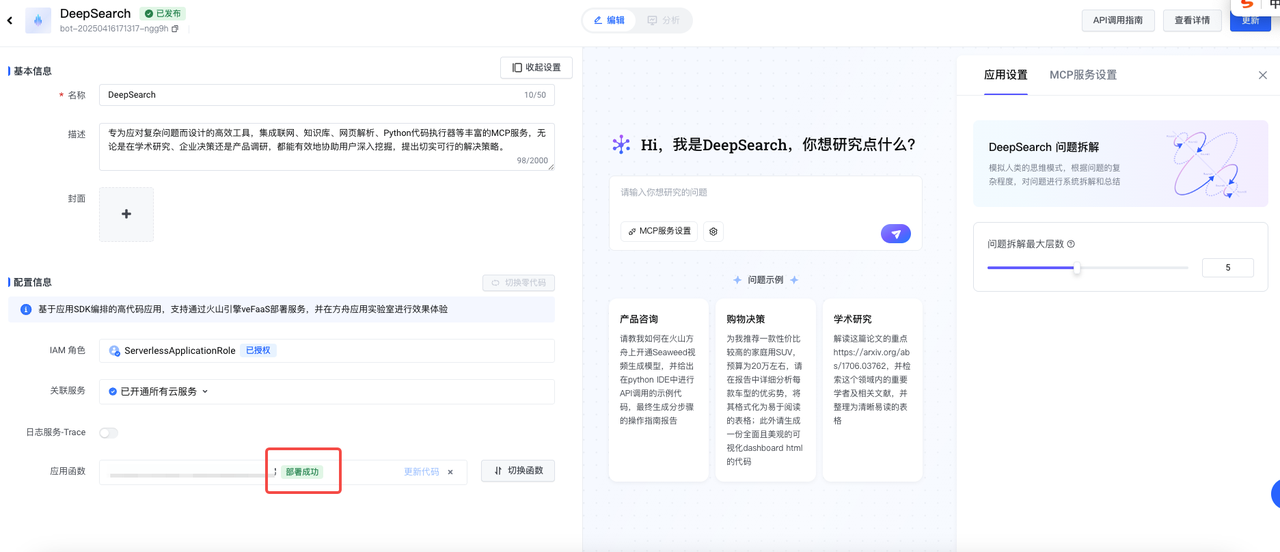 DeepSearch 已发布
bot-20250416171317-ngg9h
编辑 分析
API调用指南 查看详情 更新
基本信息
收起设置
* 名称
DeepSearch
10/50
描述
专为应对复杂问题而设计的高效工具，集成联网、知识库、网页解析、Python代码执行器等丰富的MCP服务，无
论是在学术研究、企业决策还是产品调研，都能有效地协助用户深入挖掘，提出切实可行的解决策略。
98/2000
封面
+
配置信息
切换零代码
基于应用SDK编排的高代码应用，支持通过火山引擎veFaaS部署服务，并在方舟应用实验室进行效果体验
IAM 角色
ServerlessApplicationRole 已授权
关联服务
已开通所有云服务
日志服务-Trace
应用函数
部署成功
更新代码 ×
切换函数
Hi，我是DeepSearch，你想研究点什么？
请输入你想研究的问题
MCP服务设置
问题示例
产品咨询
请教我如何在火山方
舟上开通Seaweed视
频生成模型，并给出
在python IDE中进行
API调用的示例代
码，最终生成分步骤
的操作指南报告
购物决策
为我推荐一款性价比
较高的家庭用SUV，
预算为20万左右，请
在报告中详细分析每
款车型的优劣势，将
其格式化为易于阅读
的表格；此外请生成
一份全面且美观的可
视化dashboard html
的代码
学术研究
解读这篇论文的重点
https://arxiv.org/ab
s/1706.03762，并检
索这个领域内的重要
学者及相关文献，并
整理为清晰易读的表
格
应用设置 MCP服务设置
DeepSearch 问题拆解
模拟人类的思维模式，根据问题的复
杂程度，对问题进行系统拆解和总结
问题拆解最大层数
5